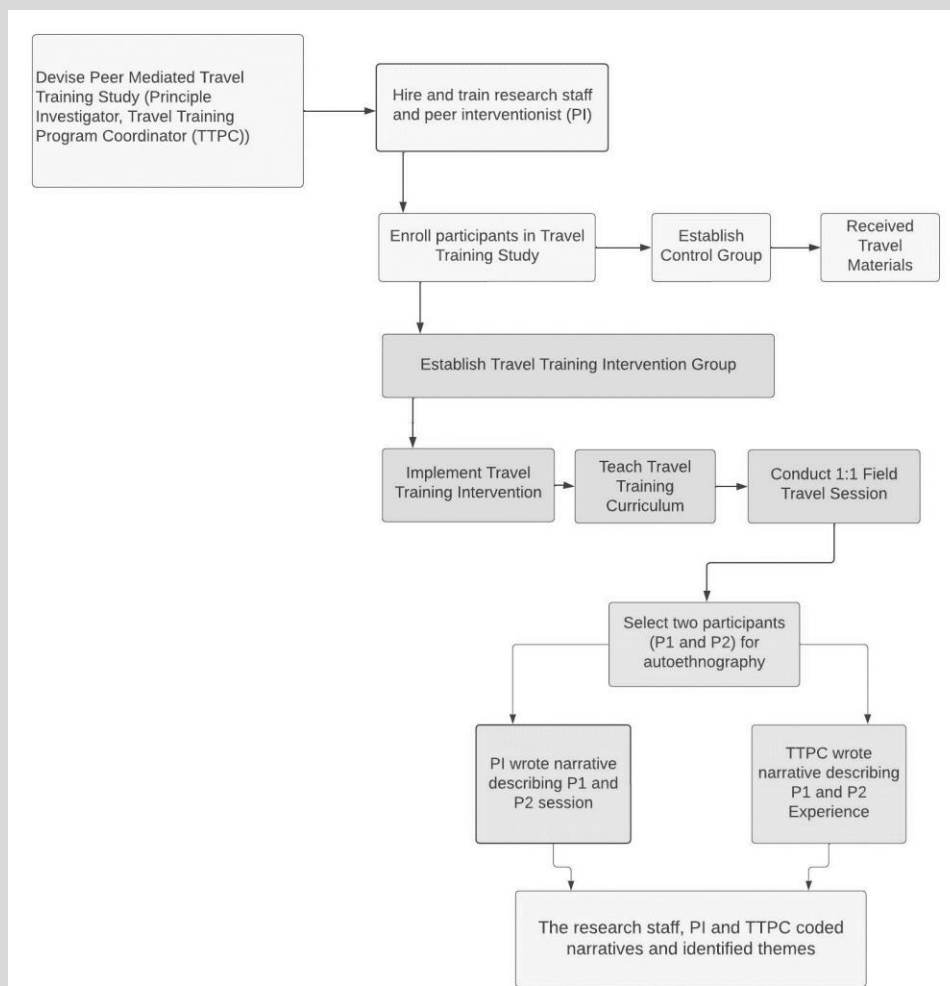 Devise Peer Mediated Travel
Training Study (Principle
Investigator, Travel Training
Program Coordinator (TTPC))
Hire and train research staff
and peer interventionist (PI)
Enroll participants in Travel
Training Study
Establish
Control Group
Received
Travel
Materials
Establish Travel Training Intervention Group
Implement Travel
Training Intervention
Teach Travel
Training
Curriculum
Conduct 1:1 Field
Travel Session
Select two participants
(P1 and P2) for
autoethnography
PI wrote narrative
describing P1 and
P2 session
TTPC wrote
narrative describing
P1 and P2
Experience
The research staff, PI and TTPC coded
narratives and identified themes